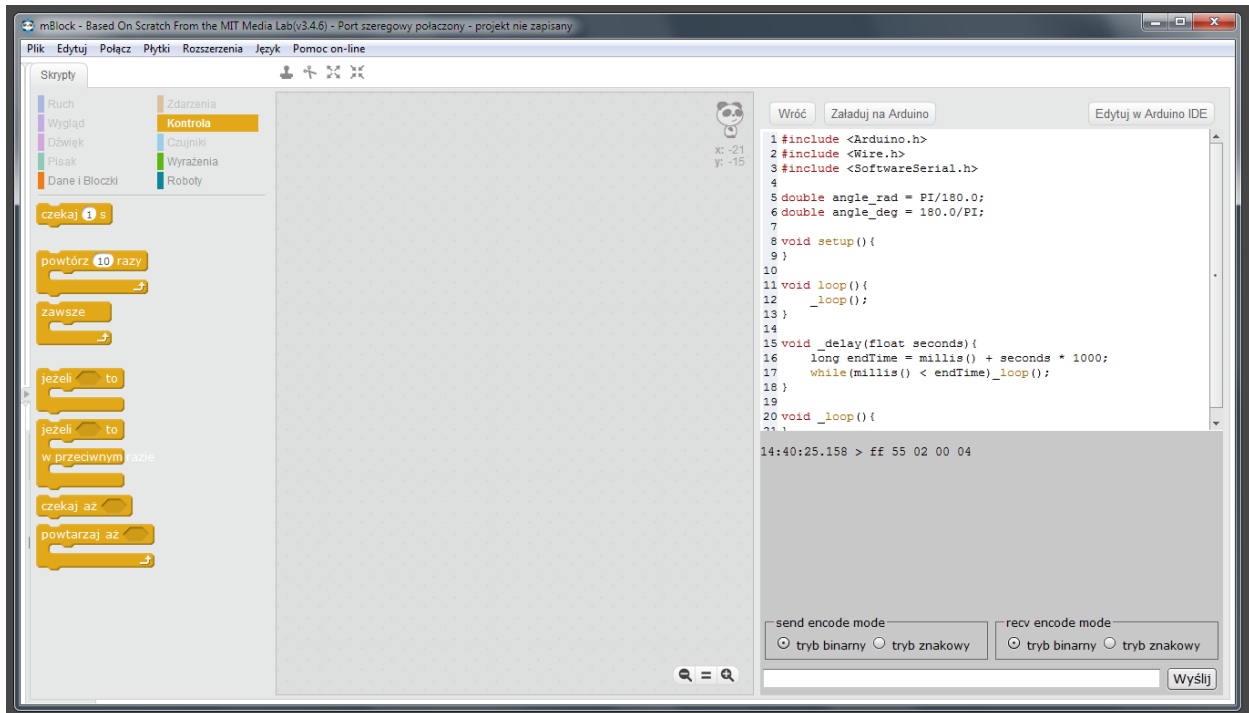 mBlock - Based On Scratch From the MIT Media Lab(v3.4.6) - Port szeregowy połaczony - projekt nie zapisany
Plik Edytuj Połącz Płytki Rozszerzenia Język Pomoc on-line
Skrypty
Ruch
Zdarzenia
Wygląd
Kontrola
Dźwięk
Czujniki
Pisak
Wyrażenia
Dane i Bloczki
Roboty
czekaj 1 s
powtórz 10 razy
zawsze
jeżeli to
jeżeli to
w przeciwnym razie
czekaj aż
powtarzaj aż
x: -21
y: -15
Wróć
Załaduj na Arduino
Edytuj w Arduino IDE
1 #include <Arduino.h>
2 #include <Wire.h>
3 #include <SoftwareSerial.h>
4
5 double angle_rad = PI/180.0;
6 double angle_deg = 180.0/PI;
7
8 void setup(){
9 }
10
11 void loop(){
12 _loop();
13 }
14
15 void _delay(float seconds){
16 long endTime = millis() + seconds * 1000;
17 while(millis() < endTime)_loop();
18 }
19
20 void _loop(){
21 }
14:40:25.158 > ff 55 02 00 04
send encode mode
tryb binarny tryb znakowy
recv encode mode
tryb binarny tryb znakowy
Wyślij